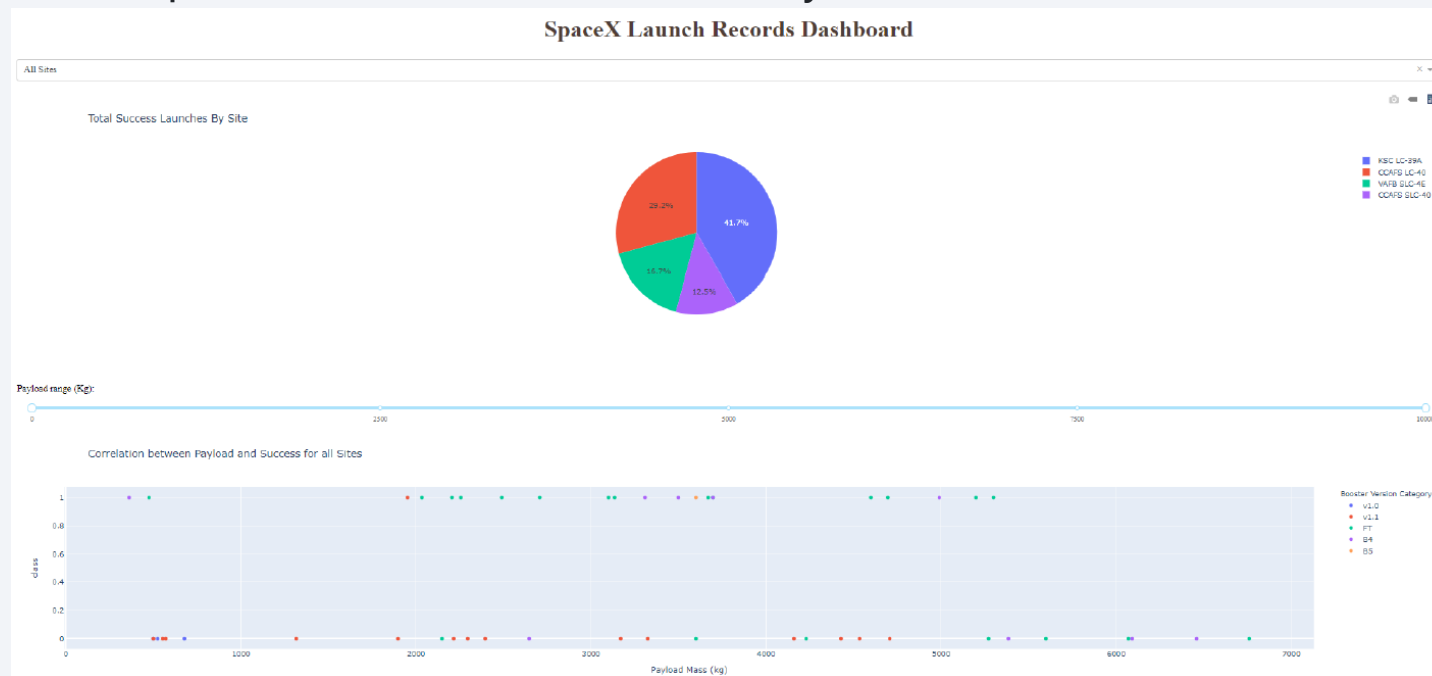 SpaceX Launch Records Dashboard
All Sites
Total Success Launches By Site
KSC LC-39A
CCAFS LC-40
VAFB SLC-4E
CCAFS SLC-40
29.2%
41.7%
16.7%
12.5%
Payload range (Kg):
0 2500 5000 7500 10000
Correlation between Payload and Success for all Sites
Booster Version Category
v1.0
v1.1
FT
B4
B5
1
0.8
0.6
class
0.4
0.2
0
0 1000 2000 3000 4000 5000 6000 7000
Payload Mass (kg)